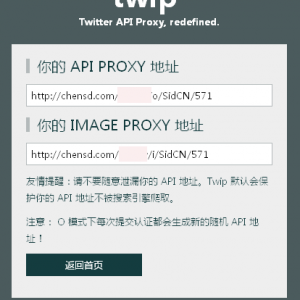 twip
Twitter API Proxy, redefined.
你的 API PROXY 地址
http://chensd.com/ /o/SidCN/571
你的 IMAGE PROXY 地址
http://chensd.com/ /i/SidCN/571
友情提醒：请不要随意泄漏你的 API 地址。Twip 默认会保
护你的 API 地址不被搜索引擎爬取。
注意： O 模式下每次提交认证都会生成新的随机 API 地
址！
返回首页